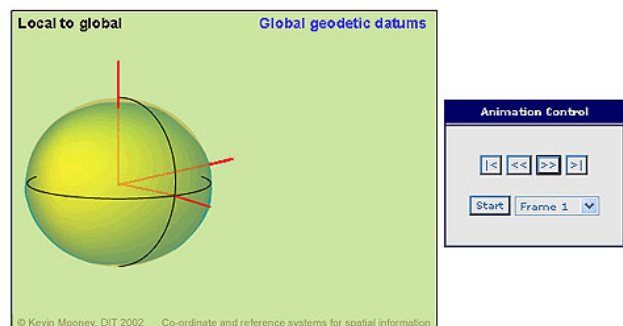 Local to global
Global geodetic datums
© Kevin Mooney, DIT 2002
Co-ordinate and reference systems for spatial information
Animation Control
|< << >> >|
Start Frame 1